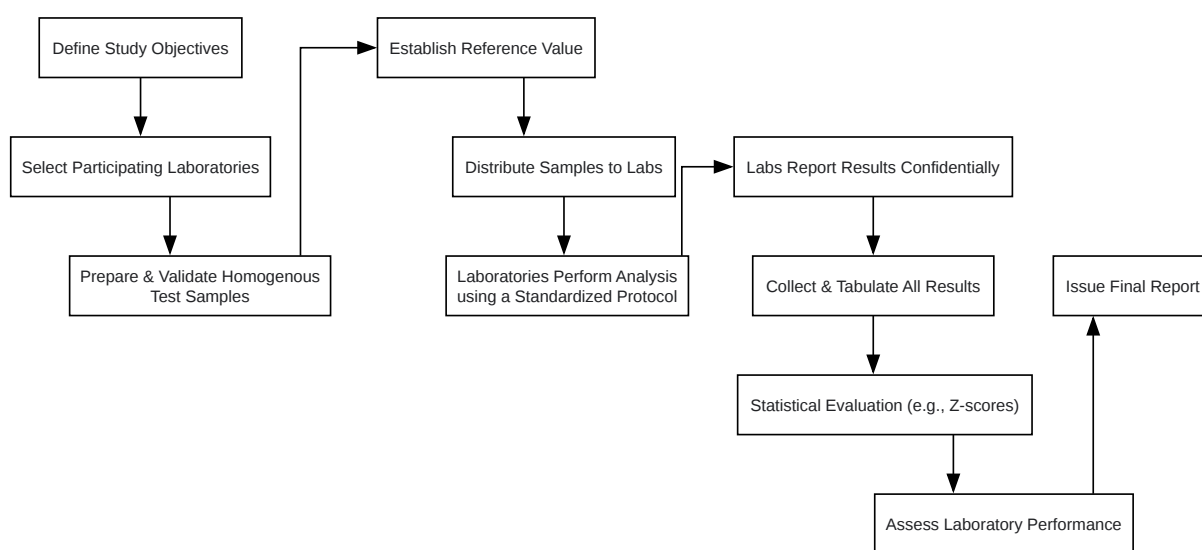 Define Study Objectives
Select Participating Laboratories
Prepare & Validate Homogenous
Test Samples
Establish Reference Value
Distribute Samples to Labs
Laboratories Perform Analysis
using a Standardized Protocol
Labs Report Results Confidentially
Collect & Tabulate All Results
Statistical Evaluation (e.g., Z-scores)
Assess Laboratory Performance
Issue Final Report